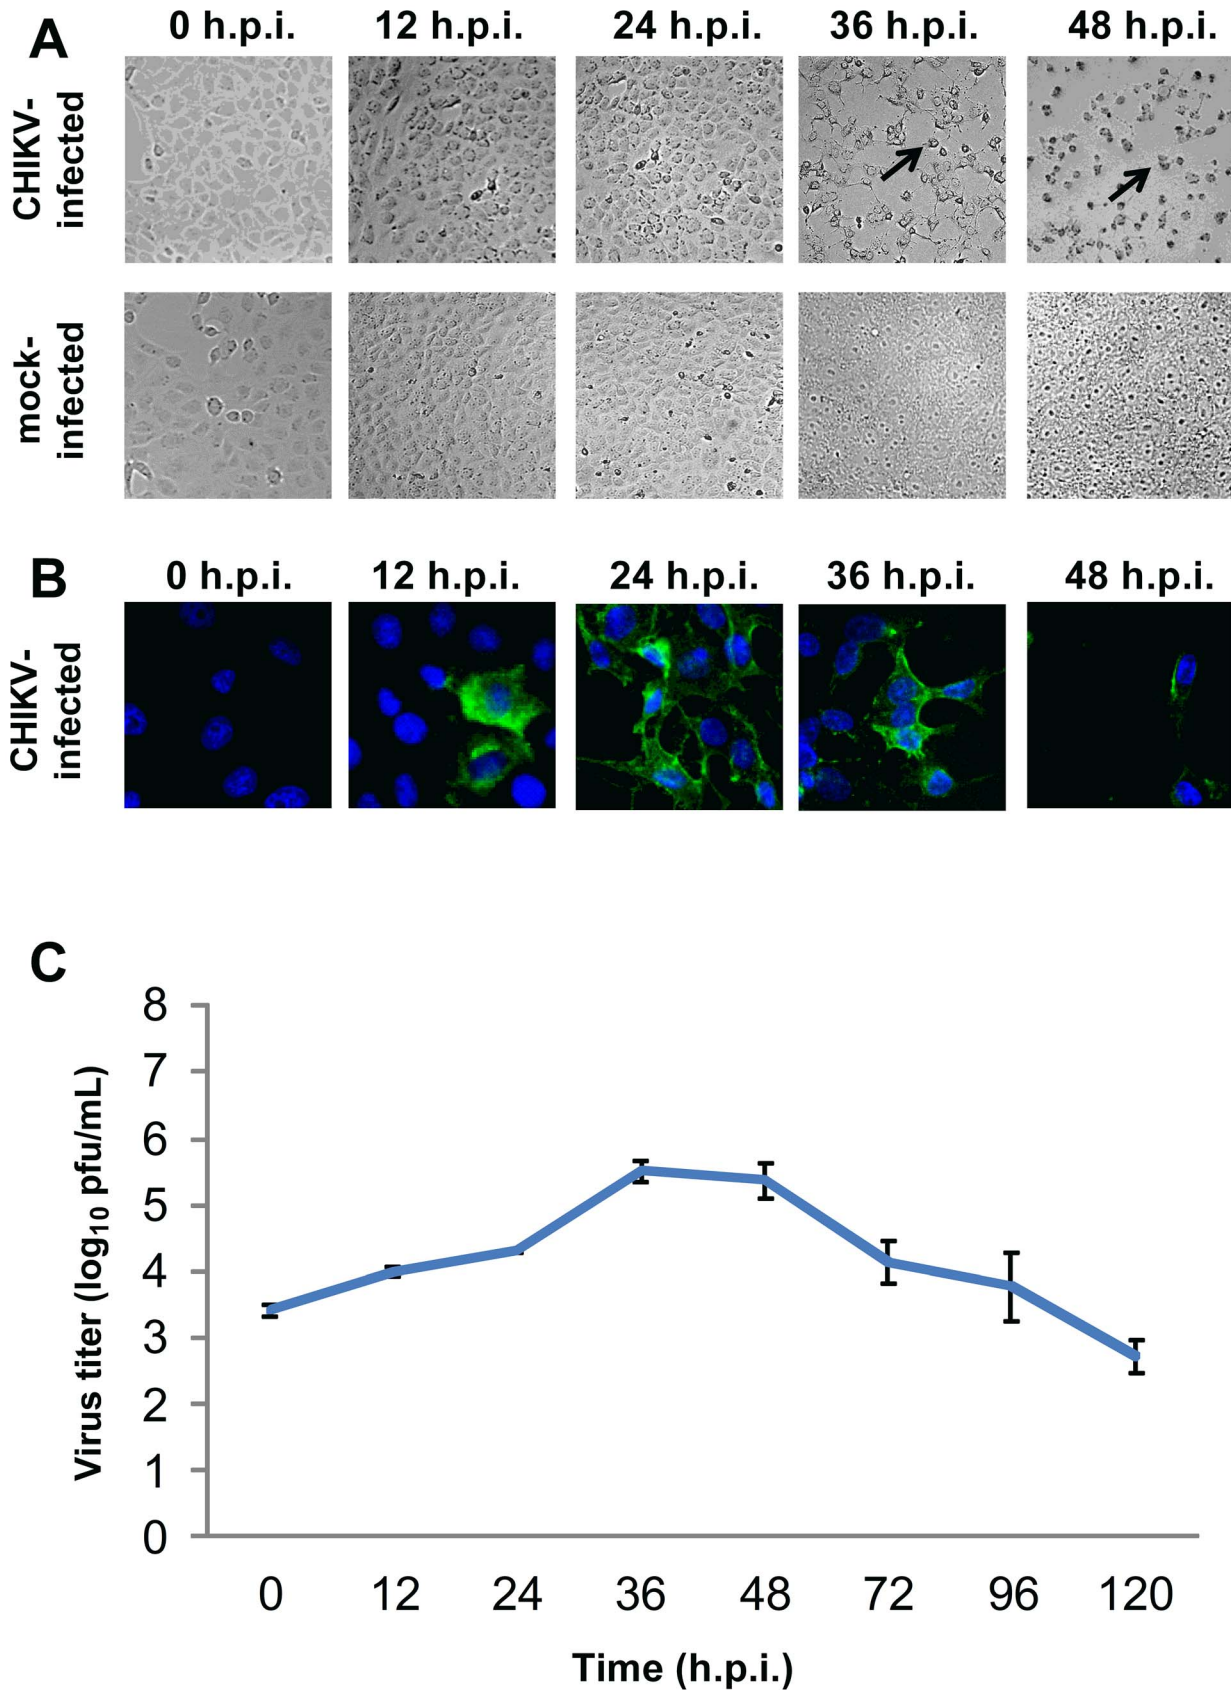 A
0 h.p.i.
12 h.p.i.
24 h.p.i.
36 h.p.i.
48 h.p.i.
CHIKV-
infected
mock-
infected
B
0 h.p.i.
12 h.p.i.
24 h.p.i.
36 h.p.i.
48 h.p.i.
CHIKV-
infected
C
Virus titer (log₁₀ pfu/mL)
8
7
6
5
4
3
2
1
0
0
12
24
36
48
72
96
120
Time (h.p.i.)